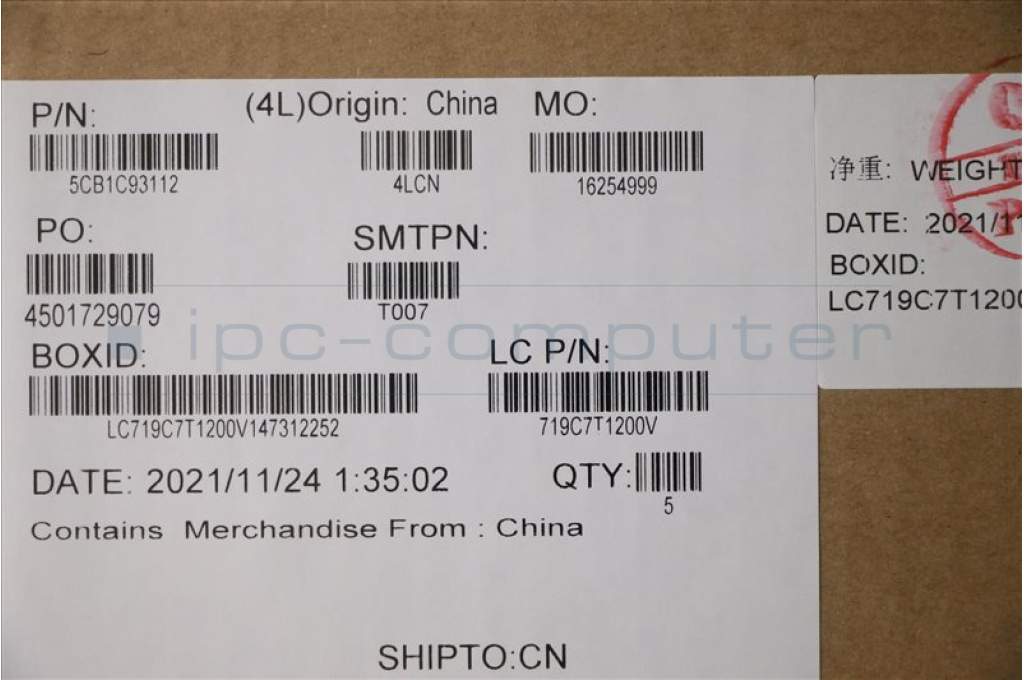 P/N:
(4L)Origin: China
MO:
5CB1C93112
4LCN
16254999
PO:
SMTPN:
4501729079
T007
BOXID:
LC P/N:
LC719C7T1200V147312252
719C7T1200V
DATE: 2021/11/24 1:35:02
QTY:
5
Contains Merchandise From : China
SHIPTO:CN
净重: WEIGHT
DATE: 2021/11
BOXID:
LC719C7T1200
ipc-computer